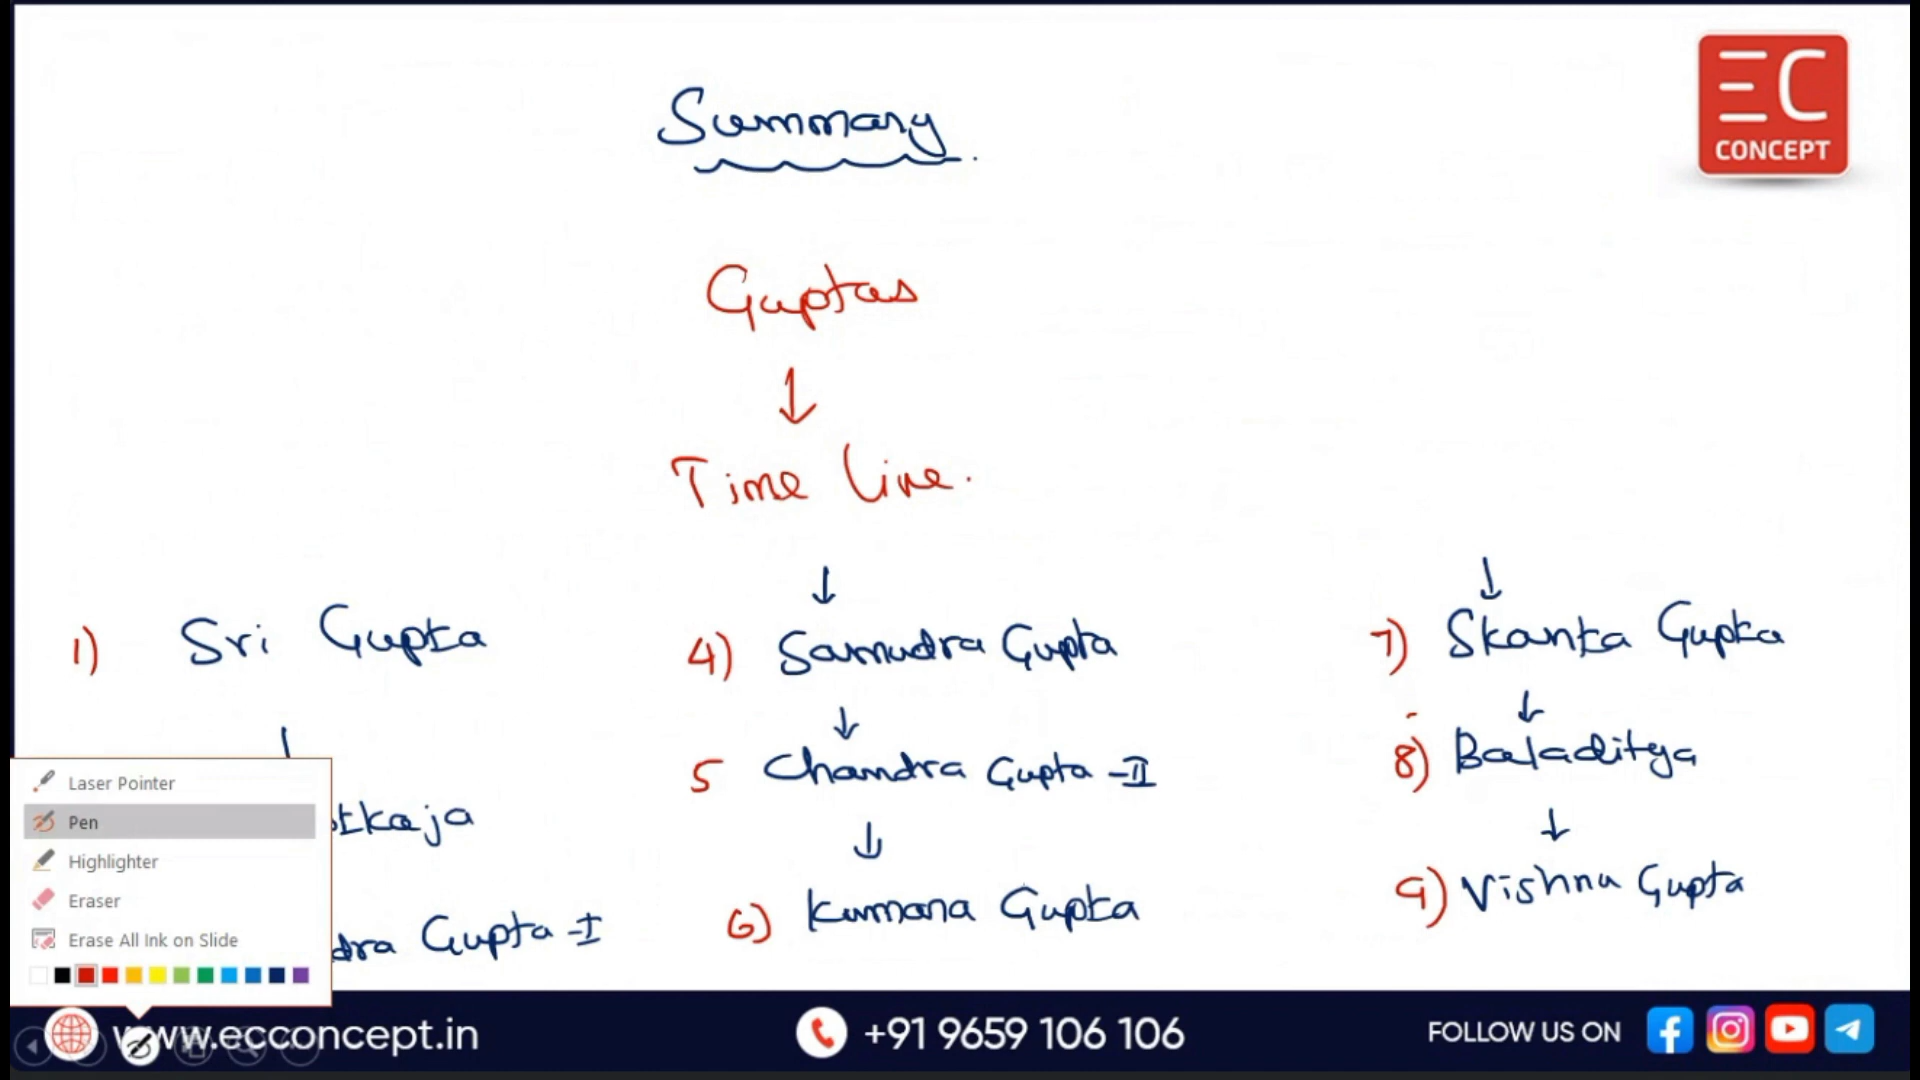 Summary.
EC
CONCEPT
Guptas
↓
Time line.
1) Sri Gupta
tkaja
dra Gupta -I
↓
4) Samudra Gupta
↓
5 Chandra Gupta -II
↓
6) Kumara Gupta
↓
7) Skanta Gupta
↓
8) Baladitya
↓
9) Vishnu Gupta
Laser Pointer
Pen
Highlighter
Eraser
Erase All Ink on Slide
www.ecconcept.in
+91 9659 106 106
FOLLOW US ON